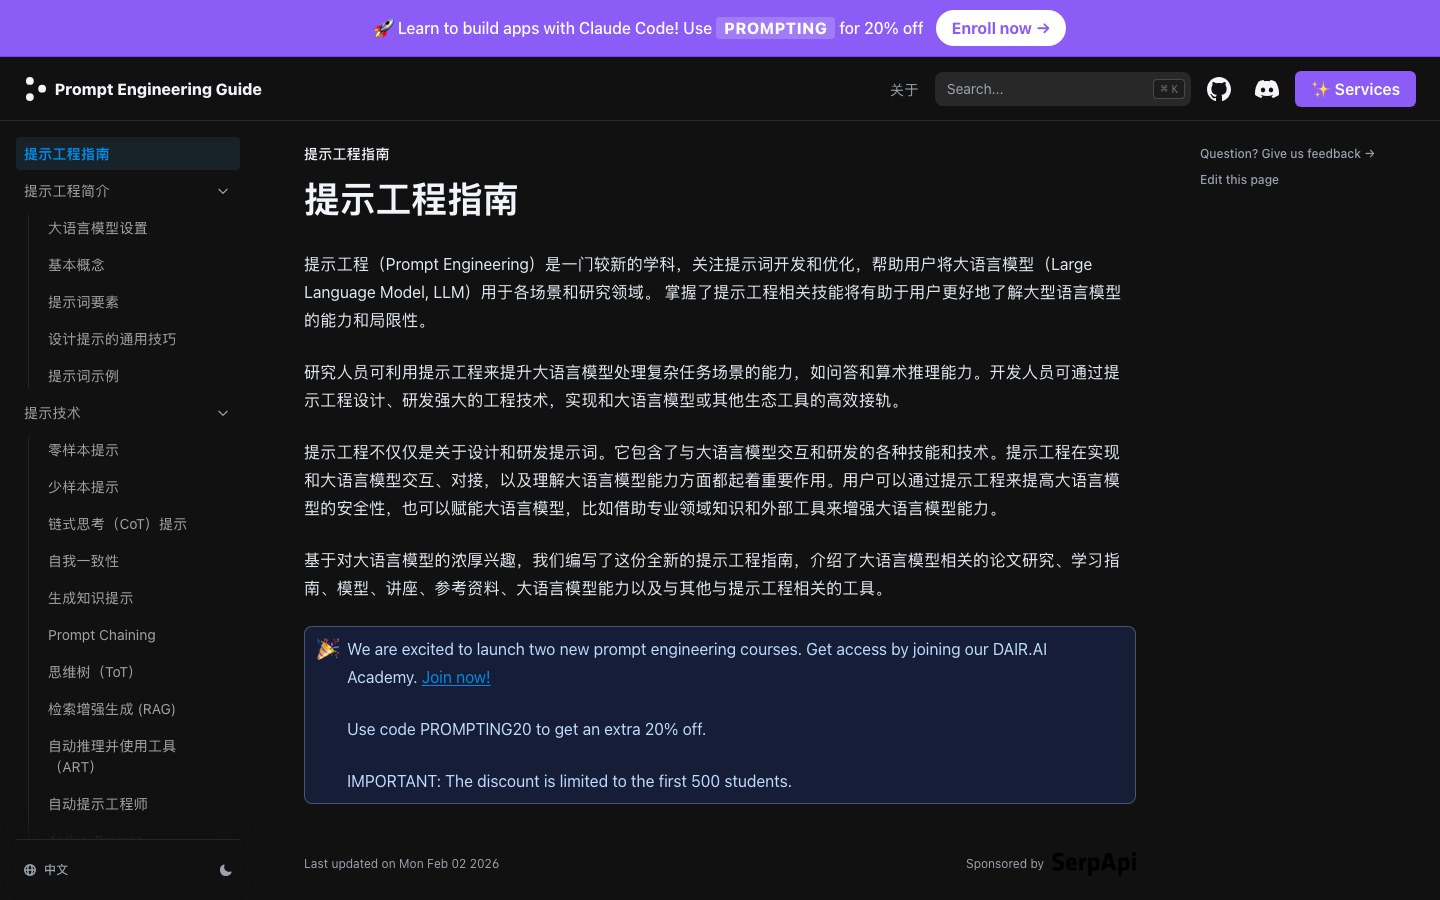 🚀 Learn to build apps with Claude Code! Use PROMPTING for 20% off Enroll now →
Prompt Engineering Guide
关于
Search...
⌘ K
✨ Services
提示工程指南
提示工程简介
大语言模型设置
基本概念
提示词要素
设计提示的通用技巧
提示词示例
提示技术
零样本提示
少样本提示
链式思考（CoT）提示
自我一致性
生成知识提示
Prompt Chaining
思维树（ToT）
检索增强生成 (RAG)
自动推理并使用工具
（ART）
自动提示工程师
中文
提示工程指南
提示工程指南
提示工程（Prompt Engineering）是一门较新的学科，关注提示词开发和优化，帮助用户将大语言模型（Large
Language Model, LLM）用于各场景和研究领域。 掌握了提示工程相关技能将有助于用户更好地了解大型语言模型
的能力和局限性。
研究人员可利用提示工程来提升大语言模型处理复杂任务场景的能力，如问答和算术推理能力。开发人员可通过提
示工程设计、研发强大的工程技术，实现和大语言模型或其他生态工具的高效接轨。
提示工程不仅仅是关于设计和研发提示词。它包含了与大语言模型交互和研发的各种技能和技术。提示工程在实现
和大语言模型交互、对接，以及理解大语言模型能力方面都起着重要作用。用户可以通过提示工程来提高大语言模
型的安全性，也可以赋能大语言模型，比如借助专业领域知识和外部工具来增强大语言模型能力。
基于对大语言模型的浓厚兴趣，我们编写了这份全新的提示工程指南，介绍了大语言模型相关的论文研究、学习指
南、模型、讲座、参考资料、大语言模型能力以及与其他与提示工程相关的工具。
🎉 We are excited to launch two new prompt engineering courses. Get access by joining our DAIR.AI
Academy. Join now!
Use code PROMPTING20 to get an extra 20% off.
IMPORTANT: The discount is limited to the first 500 students.
Last updated on Mon Feb 02 2026
Sponsored by SerpApi
Question? Give us feedback →
Edit this page